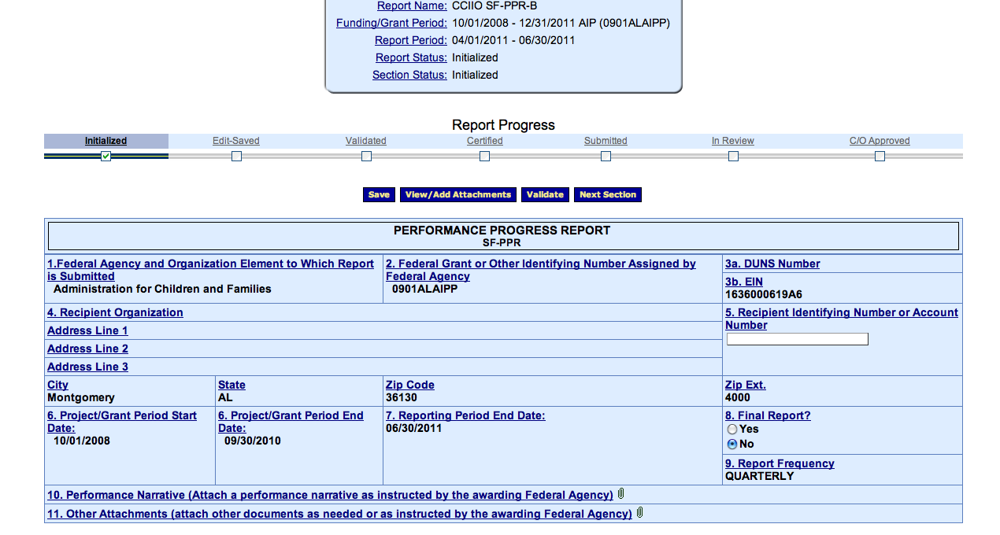 Report Name: CCIIO SF-PPR-B
Funding/Grant Period: 10/01/2008 - 12/31/2011 AIP (0901ALAIPP)
Report Period: 04/01/2011 - 06/30/2011
Report Status: Initialized
Section Status: Initialized
Report Progress
Initialized Edit-Saved Validated Certified Submitted In Review C/O Approved
Save View/Add Attachments Validate Next Section
PERFORMANCE PROGRESS REPORT
SF-PPR
1.Federal Agency and Organization Element to Which Report
is Submitted
Administration for Children and Families
2. Federal Grant or Other Identifying Number Assigned by
Federal Agency
0901ALAIPP
3a. DUNS Number
3b. EIN
1636000619A6
4. Recipient Organization
Address Line 1
Address Line 2
Address Line 3
5. Recipient Identifying Number or Account
Number
City
Montgomery
State
AL
Zip Code
36130
Zip Ext.
4000
6. Project/Grant Period Start
Date:
10/01/2008
6. Project/Grant Period End
Date:
09/30/2010
7. Reporting Period End Date:
06/30/2011
8. Final Report?
Yes
No
9. Report Frequency
QUARTERLY
10. Performance Narrative (Attach a performance narrative as instructed by the awarding Federal Agency)
11. Other Attachments (attach other documents as needed or as instructed by the awarding Federal Agency)